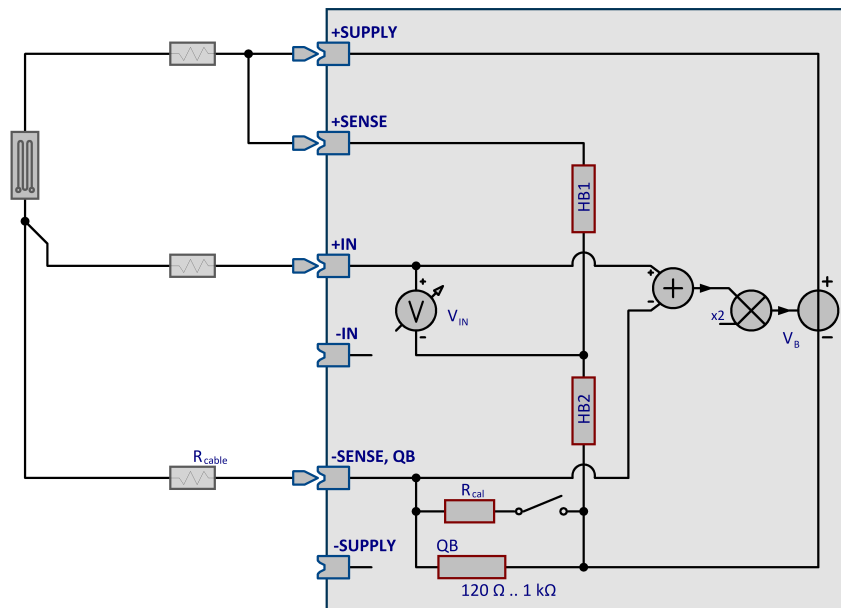 +SUPPLY
+SENSE
HB1
+IN
+
V
-
VIN
+
-
+
x2
+
VB
-
-IN
HB2
Rcable
-SENSE, QB
Rcal
-SUPPLY
QB
120 Ω .. 1 kΩ